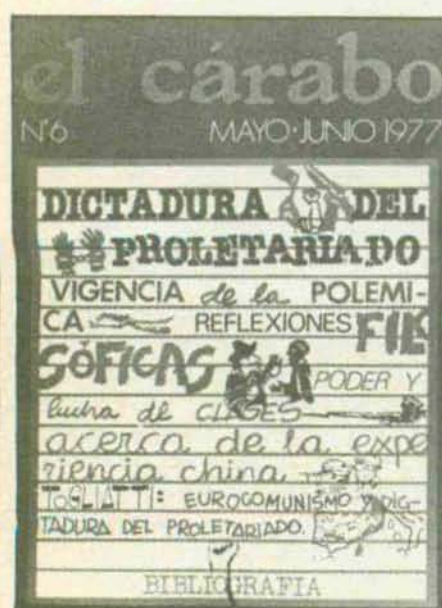 el cárabo
Nº6 MAYO·JUNIO 1977
DICTADURA DEL
PROLETARIADO
VIGENCIA de la POLEMI-
CA REFLEXIONES FILO
SÓFICAS PODER Y
lucha de CLASES
acerca de la expe
riencia china
TOGLIATTI: EUROCOMUNISMO Y DIC-
TADURA DEL PROLETARIADO.
BIBLIOGRAFIA